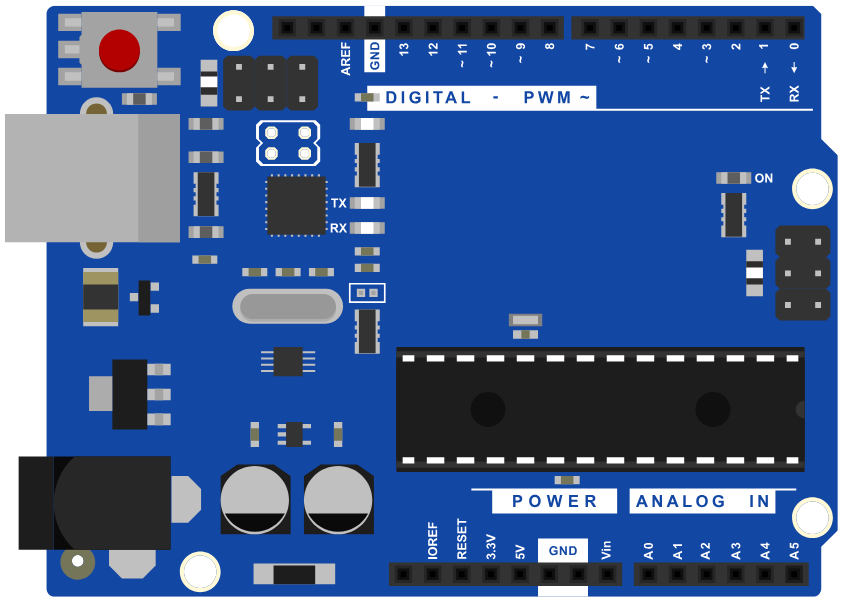 AREF
GND
13
12
~11
~10
~9
8
7
~6
~5
4
~3
2
TX → 1
RX ← 0
DIGITAL - PWM ~
TX
RX
ON
POWER
ANALOG IN
IOREF
RESET
3.3V
5V
GND
Vin
A0
A1
A2
A3
A4
A5